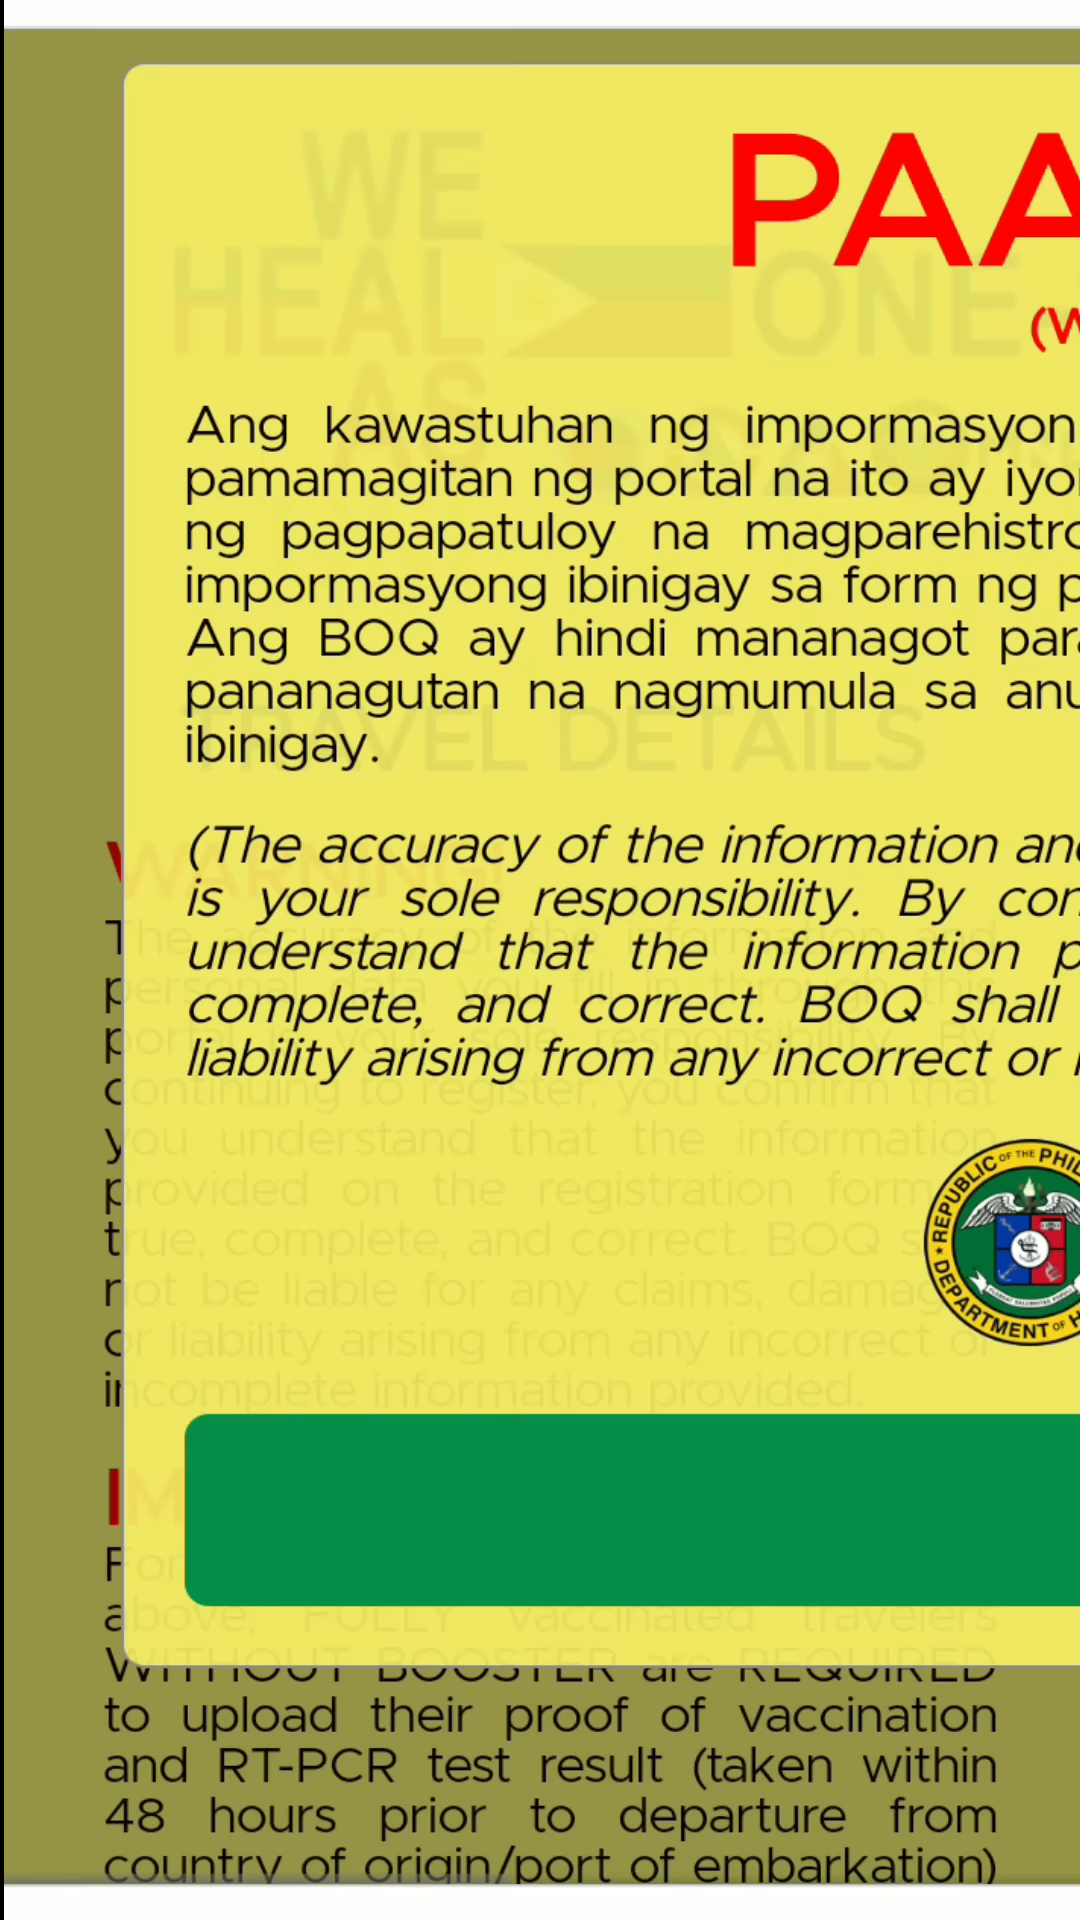 WE
HEAL ONE
AS
PAA
(W
Ang kawastuhan ng impormasyon
pamamagitan ng portal na ito ay iyo
ng pagpapatuloy na magparehistro
impormasyong ibinigay sa form ng p
Ang BOQ ay hindi mananagot para
pananagutan na nagmumula sa anu
ibinigay.
TRAVEL DETAILS
(The accuracy of the information and
is your sole responsibility. By con
understand that the information p
complete, and correct. BOQ shall
liability arising from any incorrect or i
REPUBLIC OF THE PHIL
DEPARTMENT OF H
WARNING!
The accuracy of the information and
personal data you fill in through this
portal is your sole responsibility. By
continuing to register, you confirm that
you understand that the information
provided on the registration form
true, complete, and correct. BOQ s
not be liable for any claims, damag
or liability arising from any incorrect or
incomplete information provided.
IM
For
above, FULLY vaccinated travelers
WITHOUT BOOSTER are REQUIRED
to upload their proof of vaccination
and RT-PCR test result (taken within
48 hours prior to departure from
country of origin/port of embarkation)